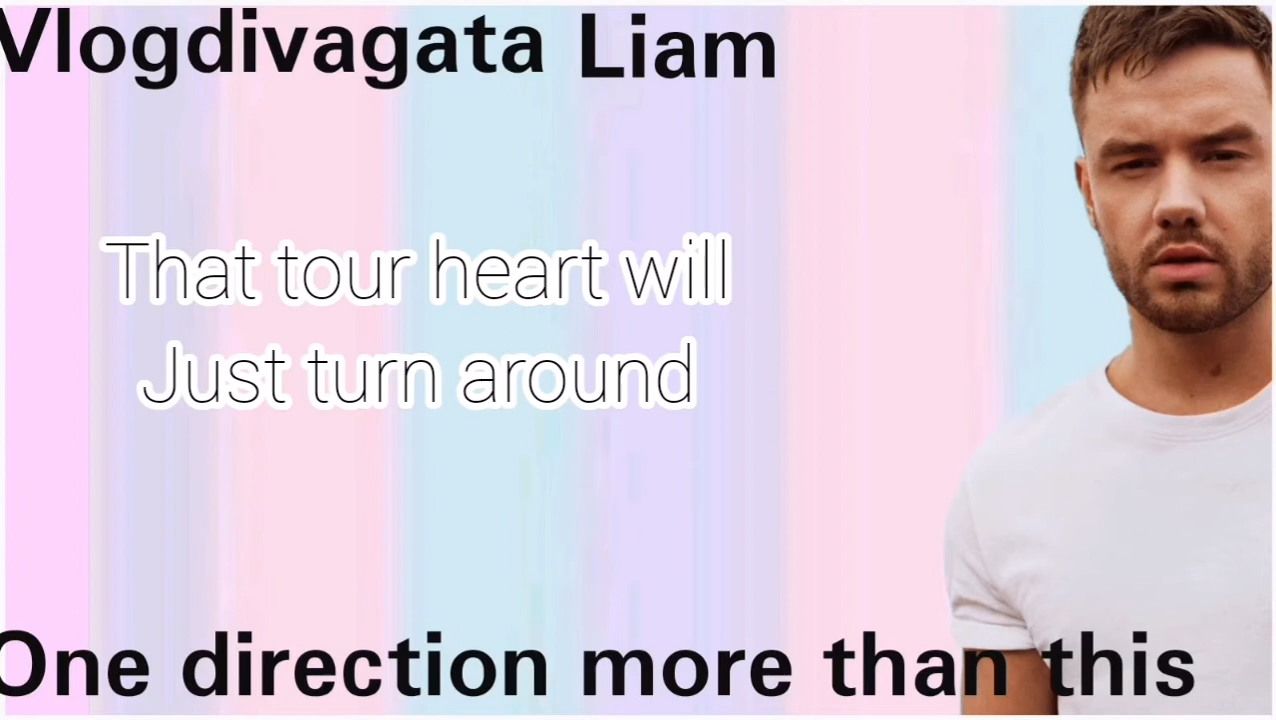 Vlogdivagata Liam
That tour heart will
Just turn around
One direction more than this